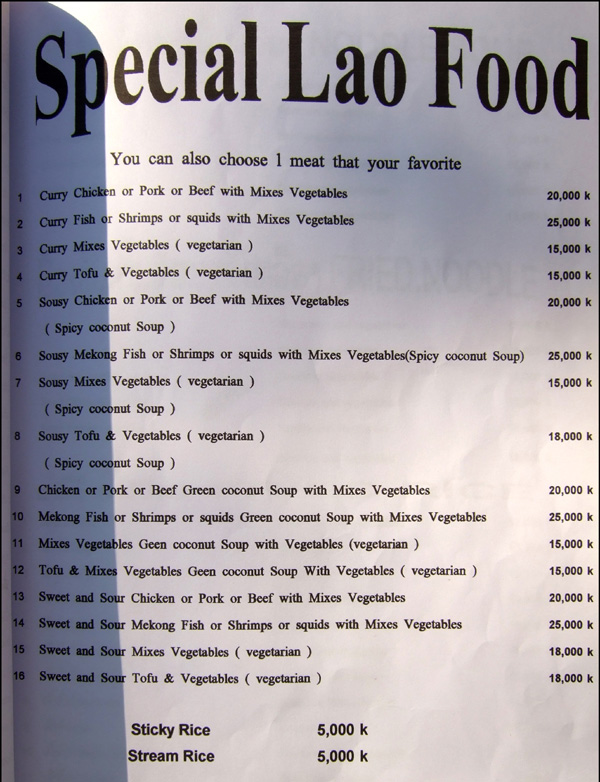 Special Lao Food
You can also choose 1 meat that your favorite
1 Curry Chicken or Pork or Beef with Mixes Vegetables 20,000 k
2 Curry Fish or Shrimps or squids with Mixes Vegetables 25,000 k
3 Curry Mixes Vegetables ( vegetarian ) 15,000 k
4 Curry Tofu & Vegetables ( vegetarian ) 15,000 k
5 Sousy Chicken or Pork or Beef with Mixes Vegetables 20,000 k
( Spicy coconut Soup )
6 Sousy Mekong Fish or Shrimps or squids with Mixes Vegetables(Spicy coconut Soup) 25,000 k
7 Sousy Mixes Vegetables ( vegetarian ) 15,000 k
( Spicy coconut Soup )
8 Sousy Tofu & Vegetables ( vegetarian ) 18,000 k
( Spicy coconut Soup )
9 Chicken or Pork or Beef Green coconut Soup with Mixes Vegetables 20,000 k
10 Mekong Fish or Shrimps or squids Green coconut Soup with Mixes Vegetables 25,000 k
11 Mixes Vegetables Geen coconut Soup with Vegetables (vegetarian ) 15,000 k
12 Tofu & Mixes Vegetables Geen coconut Soup With Vegetables ( vegetarian ) 15,000 k
13 Sweet and Sour Chicken or Pork or Beef with Mixes Vegetables 20,000 k
14 Sweet and Sour Mekong Fish or Shrimps or squids with Mixes Vegetables 25,000 k
15 Sweet and Sour Mixes Vegetables ( vegetarian ) 18,000 k
16 Sweet and Sour Tofu & Vegetables ( vegetarian ) 18,000 k
Sticky Rice 5,000 k
Stream Rice 5,000 k